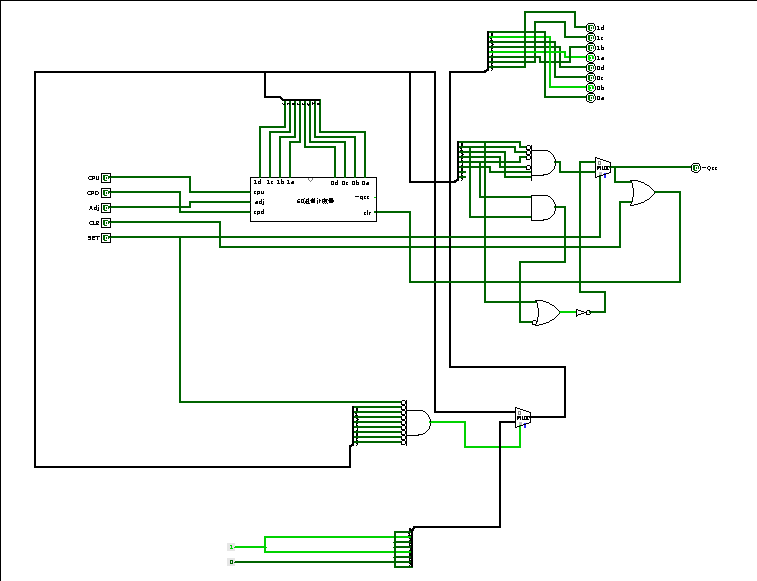 1d
1c
1b
1a
0d
0c
0b
0a
1d 1c 1b 1a 0d 0c 0b 0a
CPU
CPD
Adj
CLR
SET
cpu
adj
cpd
~qcc
clr
MUX
~Qcc
MUX
1
0